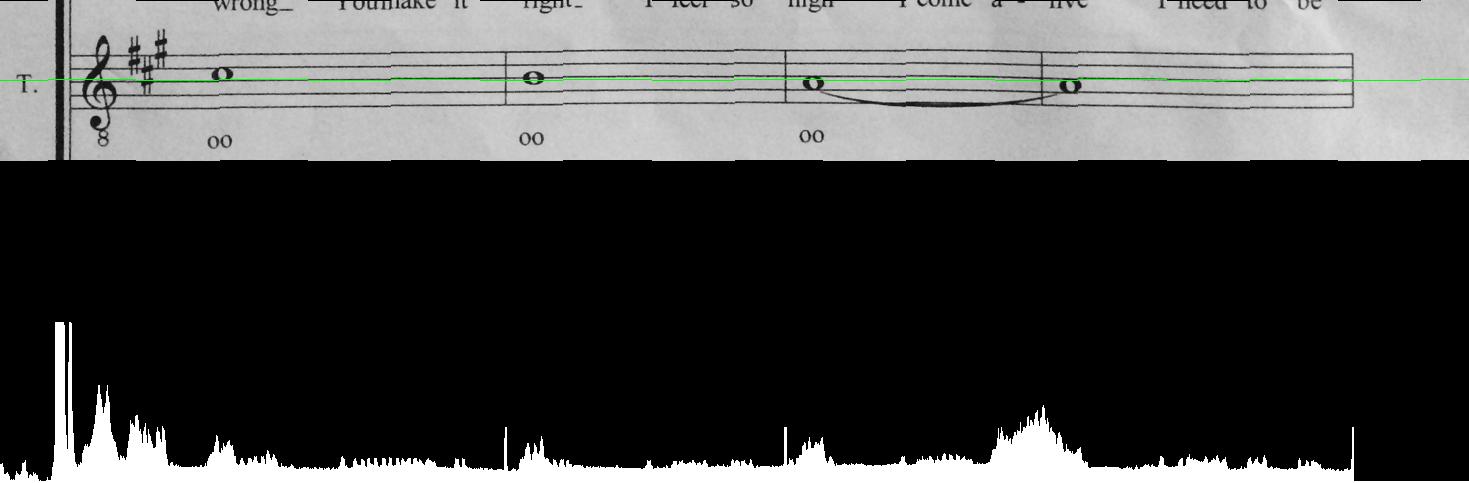 wrong_ You make it right_ I feel so high I come a - live I need to be
T.
8
oo oo oo